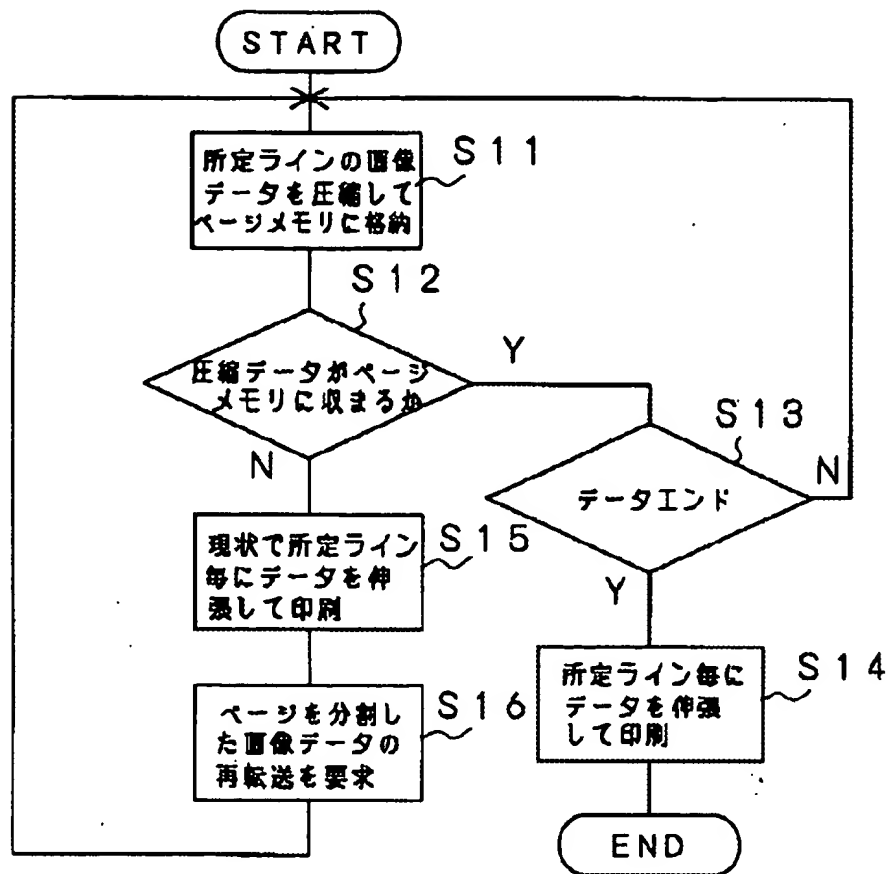 START
所定ラインの画像
データを圧縮して
ページメモリに格納
S11
S12
圧縮データがページ
メモリに収まるか
Y
N
S13
データエンド
N
Y
現状で所定ライン
毎にデータを伸
張して印刷
S15
所定ライン毎に
データを伸張
して印刷
S14
ページを分割し
た画像データの
再転送を要求
S16
END